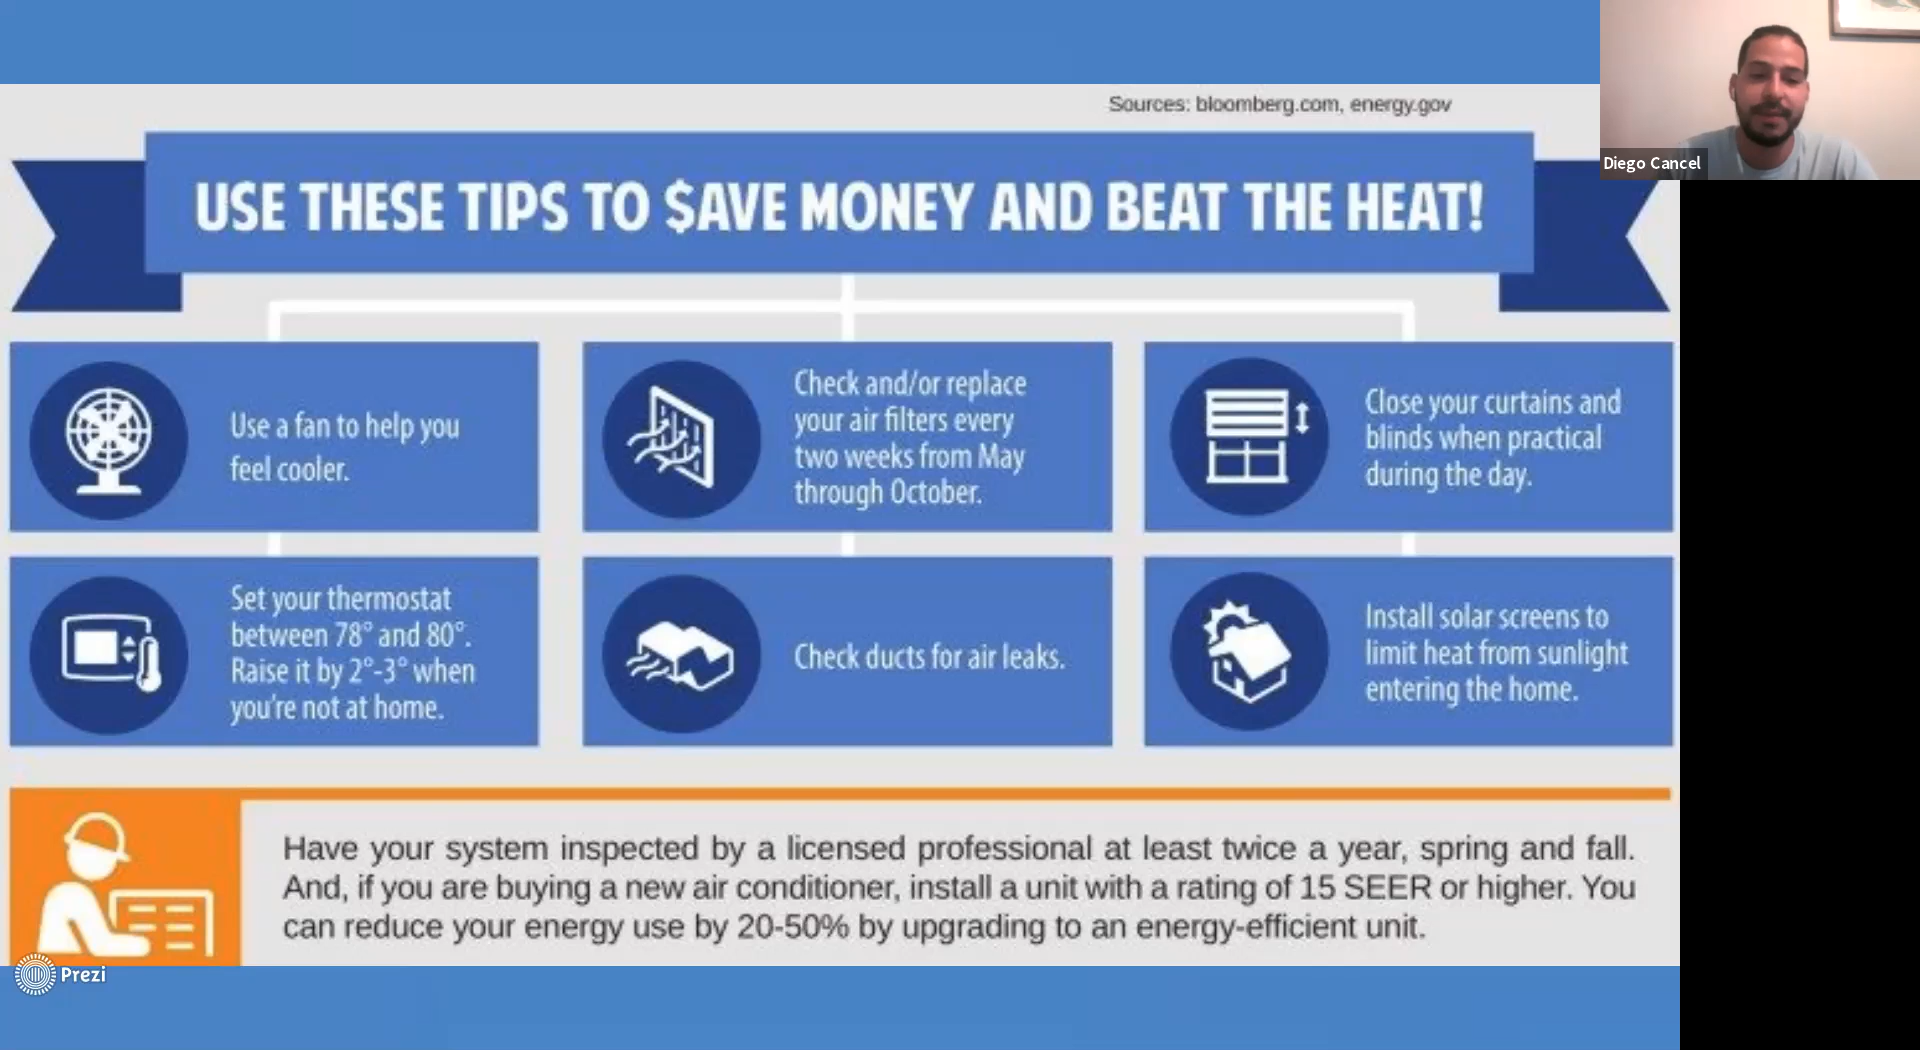 Sources: bloomberg.com, energy.gov
Diego Cancel
USE THESE TIPS TO $AVE MONEY AND BEAT THE HEAT!
Use a fan to help you
feel cooler.
Check and/or replace
your air filters every
two weeks from May
through October.
Close your curtains and
blinds when practical
during the day.
Set your thermostat
between 78° and 80°.
Raise it by 2°-3° when
you're not at home.
Check ducts for air leaks.
Install solar screens to
limit heat from sunlight
entering the home.
Have your system inspected by a licensed professional at least twice a year, spring and fall.
And, if you are buying a new air conditioner, install a unit with a rating of 15 SEER or higher. You
can reduce your energy use by 20-50% by upgrading to an energy-efficient unit.
Prezi